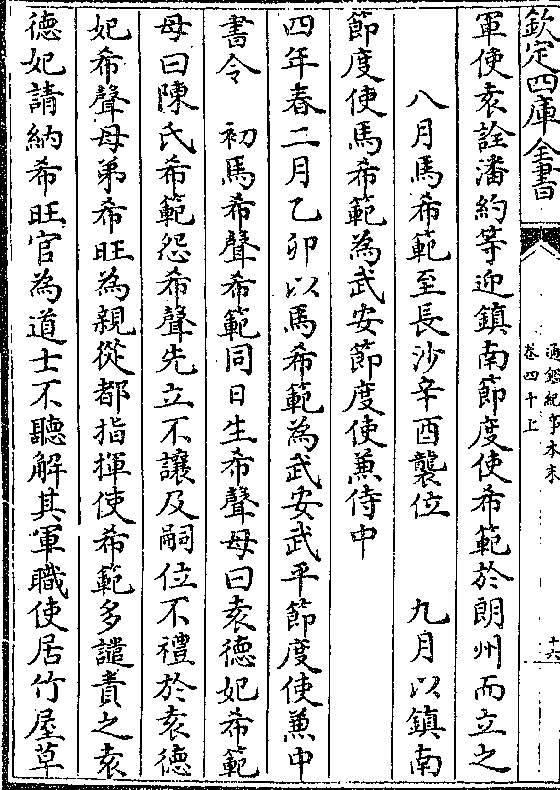 欽定四庫全書
通鑑紀事本末
卷四十上
十六
軍使袁詮潘約等迎鎮南節度使希範於朗州而立之
八月馬希範至長沙辛酉襲位　九月以鎮南
節度使馬希範為武安節度使兼侍中
四年春二月乙卯以馬希範為武安武平節度使兼中
書令　初馬希聲希範同日生希聲母曰袁德妃希範
母曰陳氏希範怨希聲先立不讓及嗣位不禮於袁德
妃希聲母弟希旺為親從都指揮使希範多譴責之袁
德妃請納希旺官為道士不聽解其軍職使居竹屋草